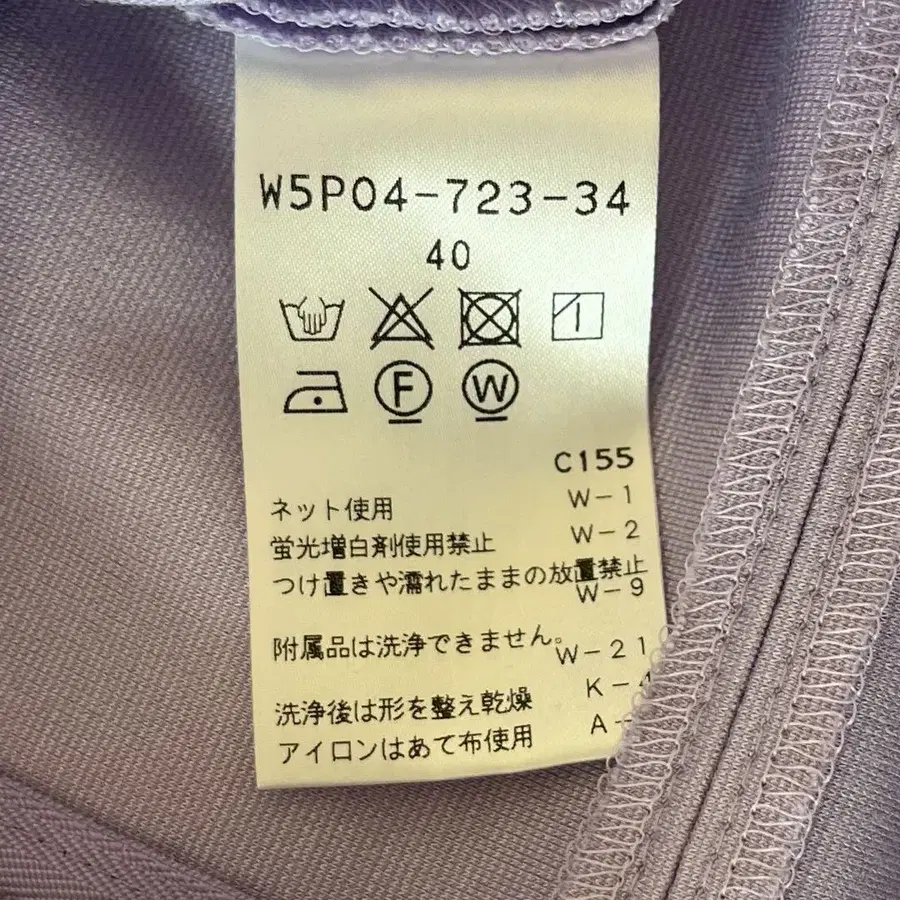 W5P04-723-34
40
F W
C155
ネット使用 W-1
蛍光増白剤使用禁止 W-2
つけ置きや濡れたままの放置禁止
W-9
附属品は洗浄できません。
W-21
洗浄後は形を整え乾燥 K-4
アイロンはあて布使用 A-